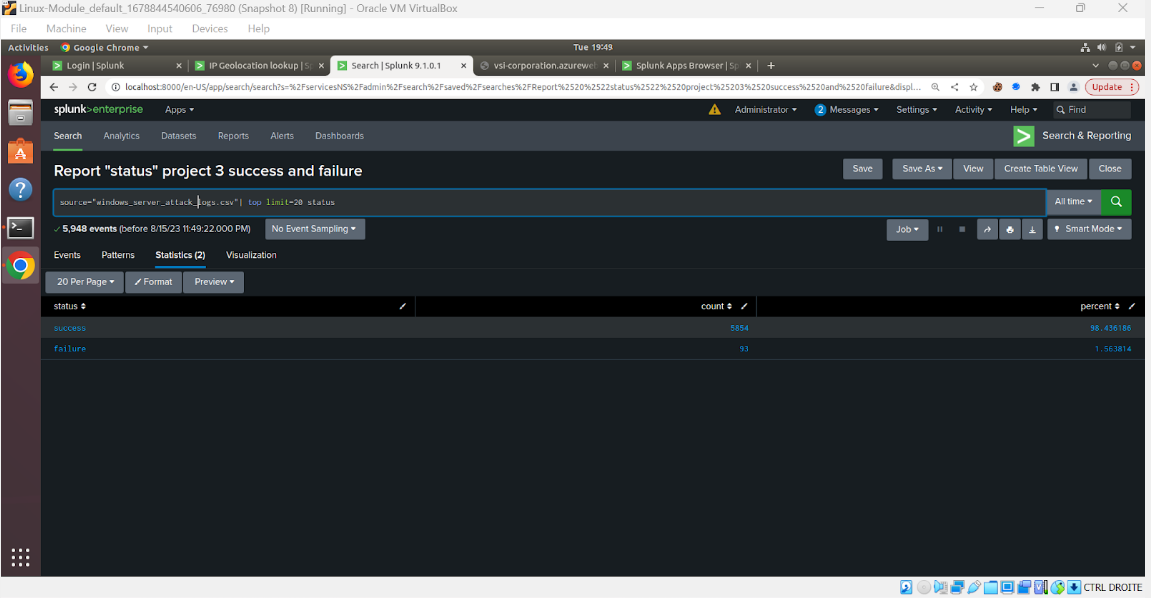 Linux-Module_default_1678844540606_76980 (Snapshot 8) [Running] - Oracle VM VirtualBox
File Machine View Input Devices Help
Activities Google Chrome Tue 19:49
Login | Splunk IP Geolocation lookup | S Search | Splunk 9.1.0.1 vsi-corporation.azurewe Splunk Apps Browser | Sp
localhost:8000/en-US/app/search/search?s=%2FservicesNS%2Fadmin%2Fsearch%2Fsaved%2Fsearches%2FReport%2520%2522status%2522%2520project%25203%2520success%2520and%2520failure&displ... Update
splunk>enterprise Apps Administrator 2 Messages Settings Activity Help Find
Search Analytics Datasets Reports Alerts Dashboards Search & Reporting
Report "status" project 3 success and failure Save Save As View Create Table View Close
source="windows_server_attack_logs.csv"| top limit=20 status All time
✓ 5,948 events (before 8/15/23 11:49:22.000 PM) No Event Sampling Job Smart Mode
Events Patterns Statistics (2) Visualization
20 Per Page Format Preview
status count percent
success 5854 98.436186
failure 93 1.563814
CTRL DROITE